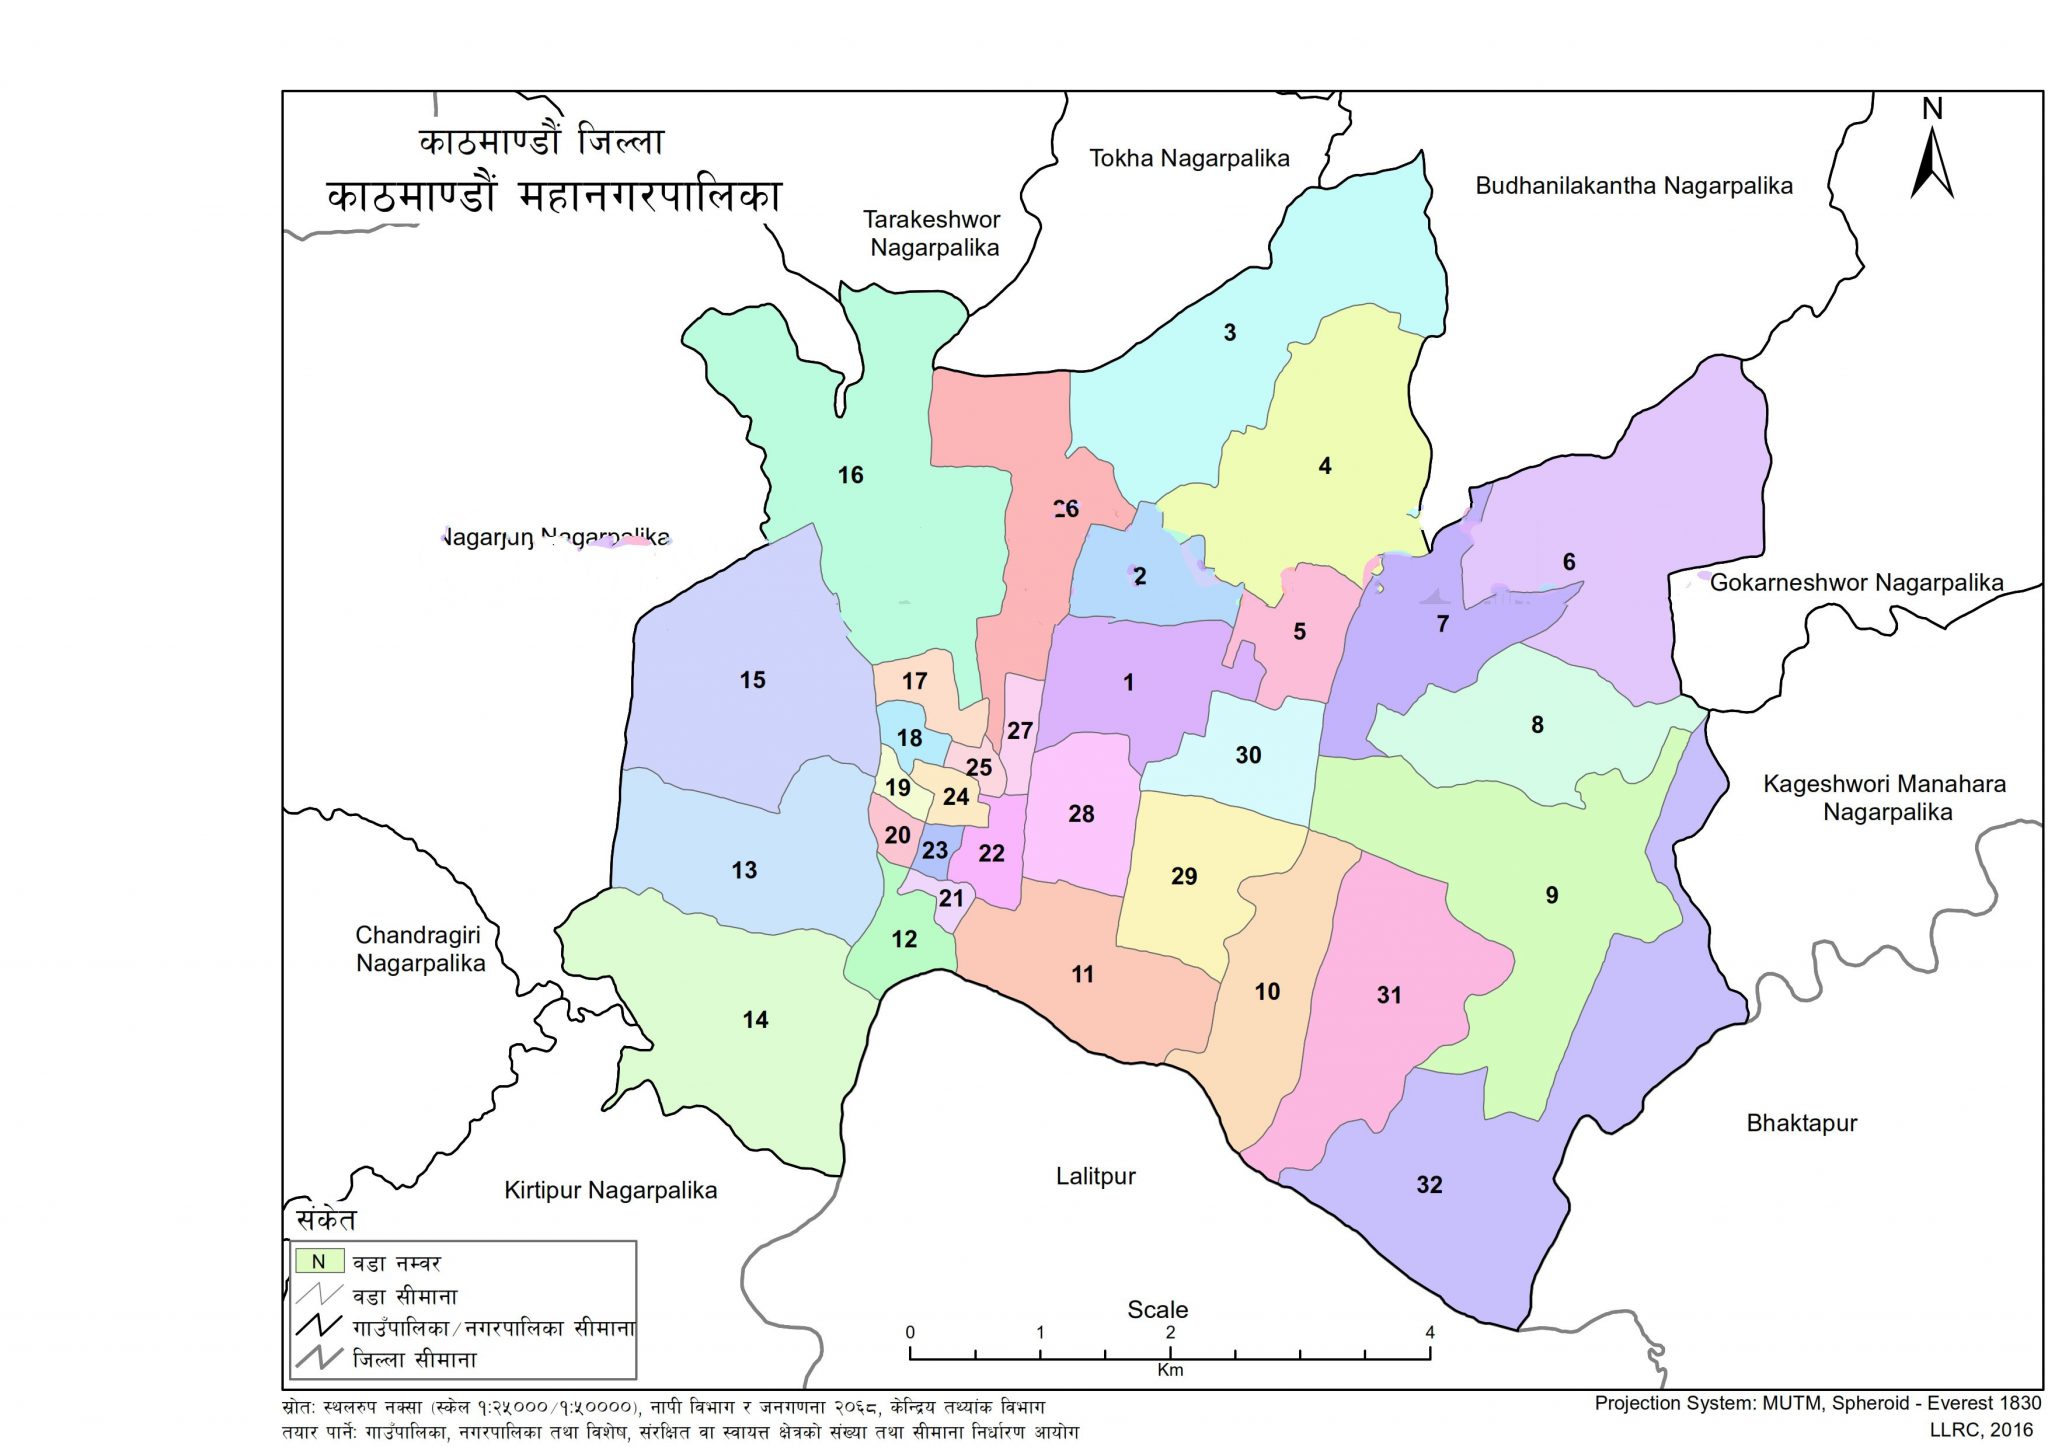 काठमाण्डौं जिल्ला
काठमाण्डौं महानगरपालिका
N
Tokha Nagarpalika
Budhanilakantha Nagarpalika
Tarakeshwor
Nagarpalika
3
4
16
26
Nagarjun Nagarpalika
6
2
Gokarneshwor Nagarpalika
7
5
15
17
1
8
27
18
30
25
Kageshwori Manahara
Nagarpalika
19
24
28
20
23
22
13
29
9
21
Chandragiri
Nagarpalika
12
11
10
31
14
Bhaktapur
Lalitpur
32
Kirtipur Nagarpalika
संकेत
N वडा नम्वर
वडा सीमाना
गाउँपालिका/नगरपालिका सीमाना
जिल्ला सीमाना
Scale
0 1 2 4
Km
स्रोतः स्थलरुप नक्सा (स्केल १:२५०००/१:५००००), नापी विभाग र जनगणना २०६८, केन्द्रिय तथ्यांक विभाग
तयार पार्नेः गाउँपालिका, नगरपालिका तथा विशेष, संरक्षित वा स्वायत्त क्षेत्रको संख्या तथा सीमाना निर्धारण आयोग
Projection System: MUTM, Spheroid - Everest 1830
LLRC, 2016